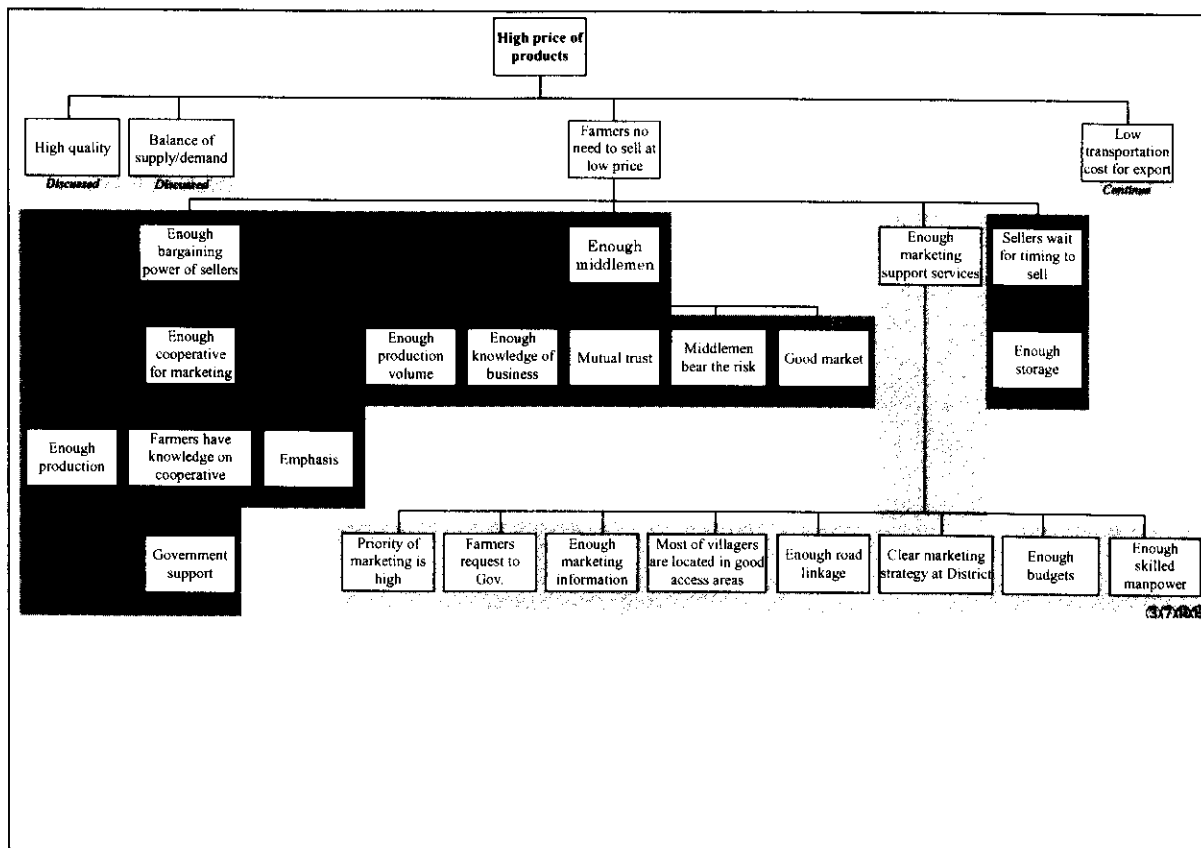 High price of
products
High quality
Discussed
Balance of
supply/demand
Discussed
Farmers no
need to sell at
low price
Low
transportation
cost for export
Continue
Enough
bargaining
power of sellers
Enough
middlemen
Enough
marketing
support services
Sellers wait
for timing to
sell
Enough
cooperative
for marketing
Enough
production
volume
Enough
knowledge of
business
Mutual trust
Middlemen
bear the risk
Good market
Enough
storage
Enough
production
Farmers have
knowledge on
cooperative
Emphasis
Government
support
Priority of
marketing is
high
Farmers
request to
Gov.
Enough
marketing
information
Most of villagers
are located in good
access areas
Enough road
linkage
Clear marketing
strategy at District
Enough
budgets
Enough
skilled
manpower